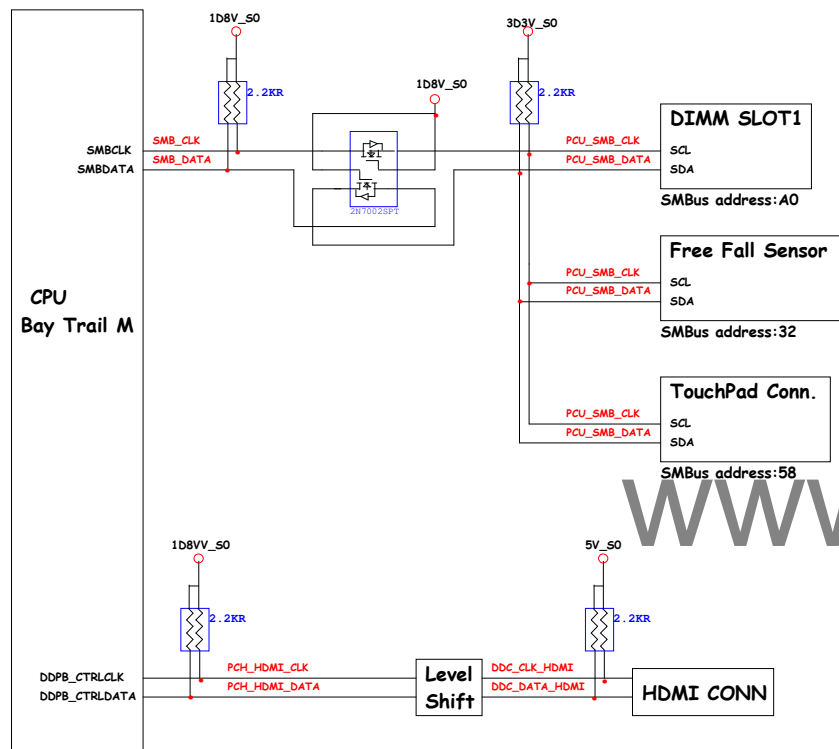 1D8V_S0
3D3V_S0
2.2KR
1D8V_S0
2.2KR
DIMM SLOT1
SMBCLK
SMB_CLK
PCU_SMB_CLK
SCL
SMBDATA
SMB_DATA
PCU_SMB_DATA
SDA
2N7002SPT
SMBus address:A0
Free Fall Sensor
PCU_SMB_CLK
SCL
PCU_SMB_DATA
SDA
CPU
Bay Trail M
SMBus address:32
TouchPad Conn.
PCU_SMB_CLK
SCL
PCU_SMB_DATA
SDA
SMBus address:58
www
1D8VV_S0
5V_S0
2.2KR
2.2KR
DDPB_CTRLCLK
PCH_HDMI_CLK
Level
Shift
DDC_CLK_HDMI
DDPB_CTRLDATA
PCH_HDMI_DATA
DDC_DATA_HDMI
HDMI CONN